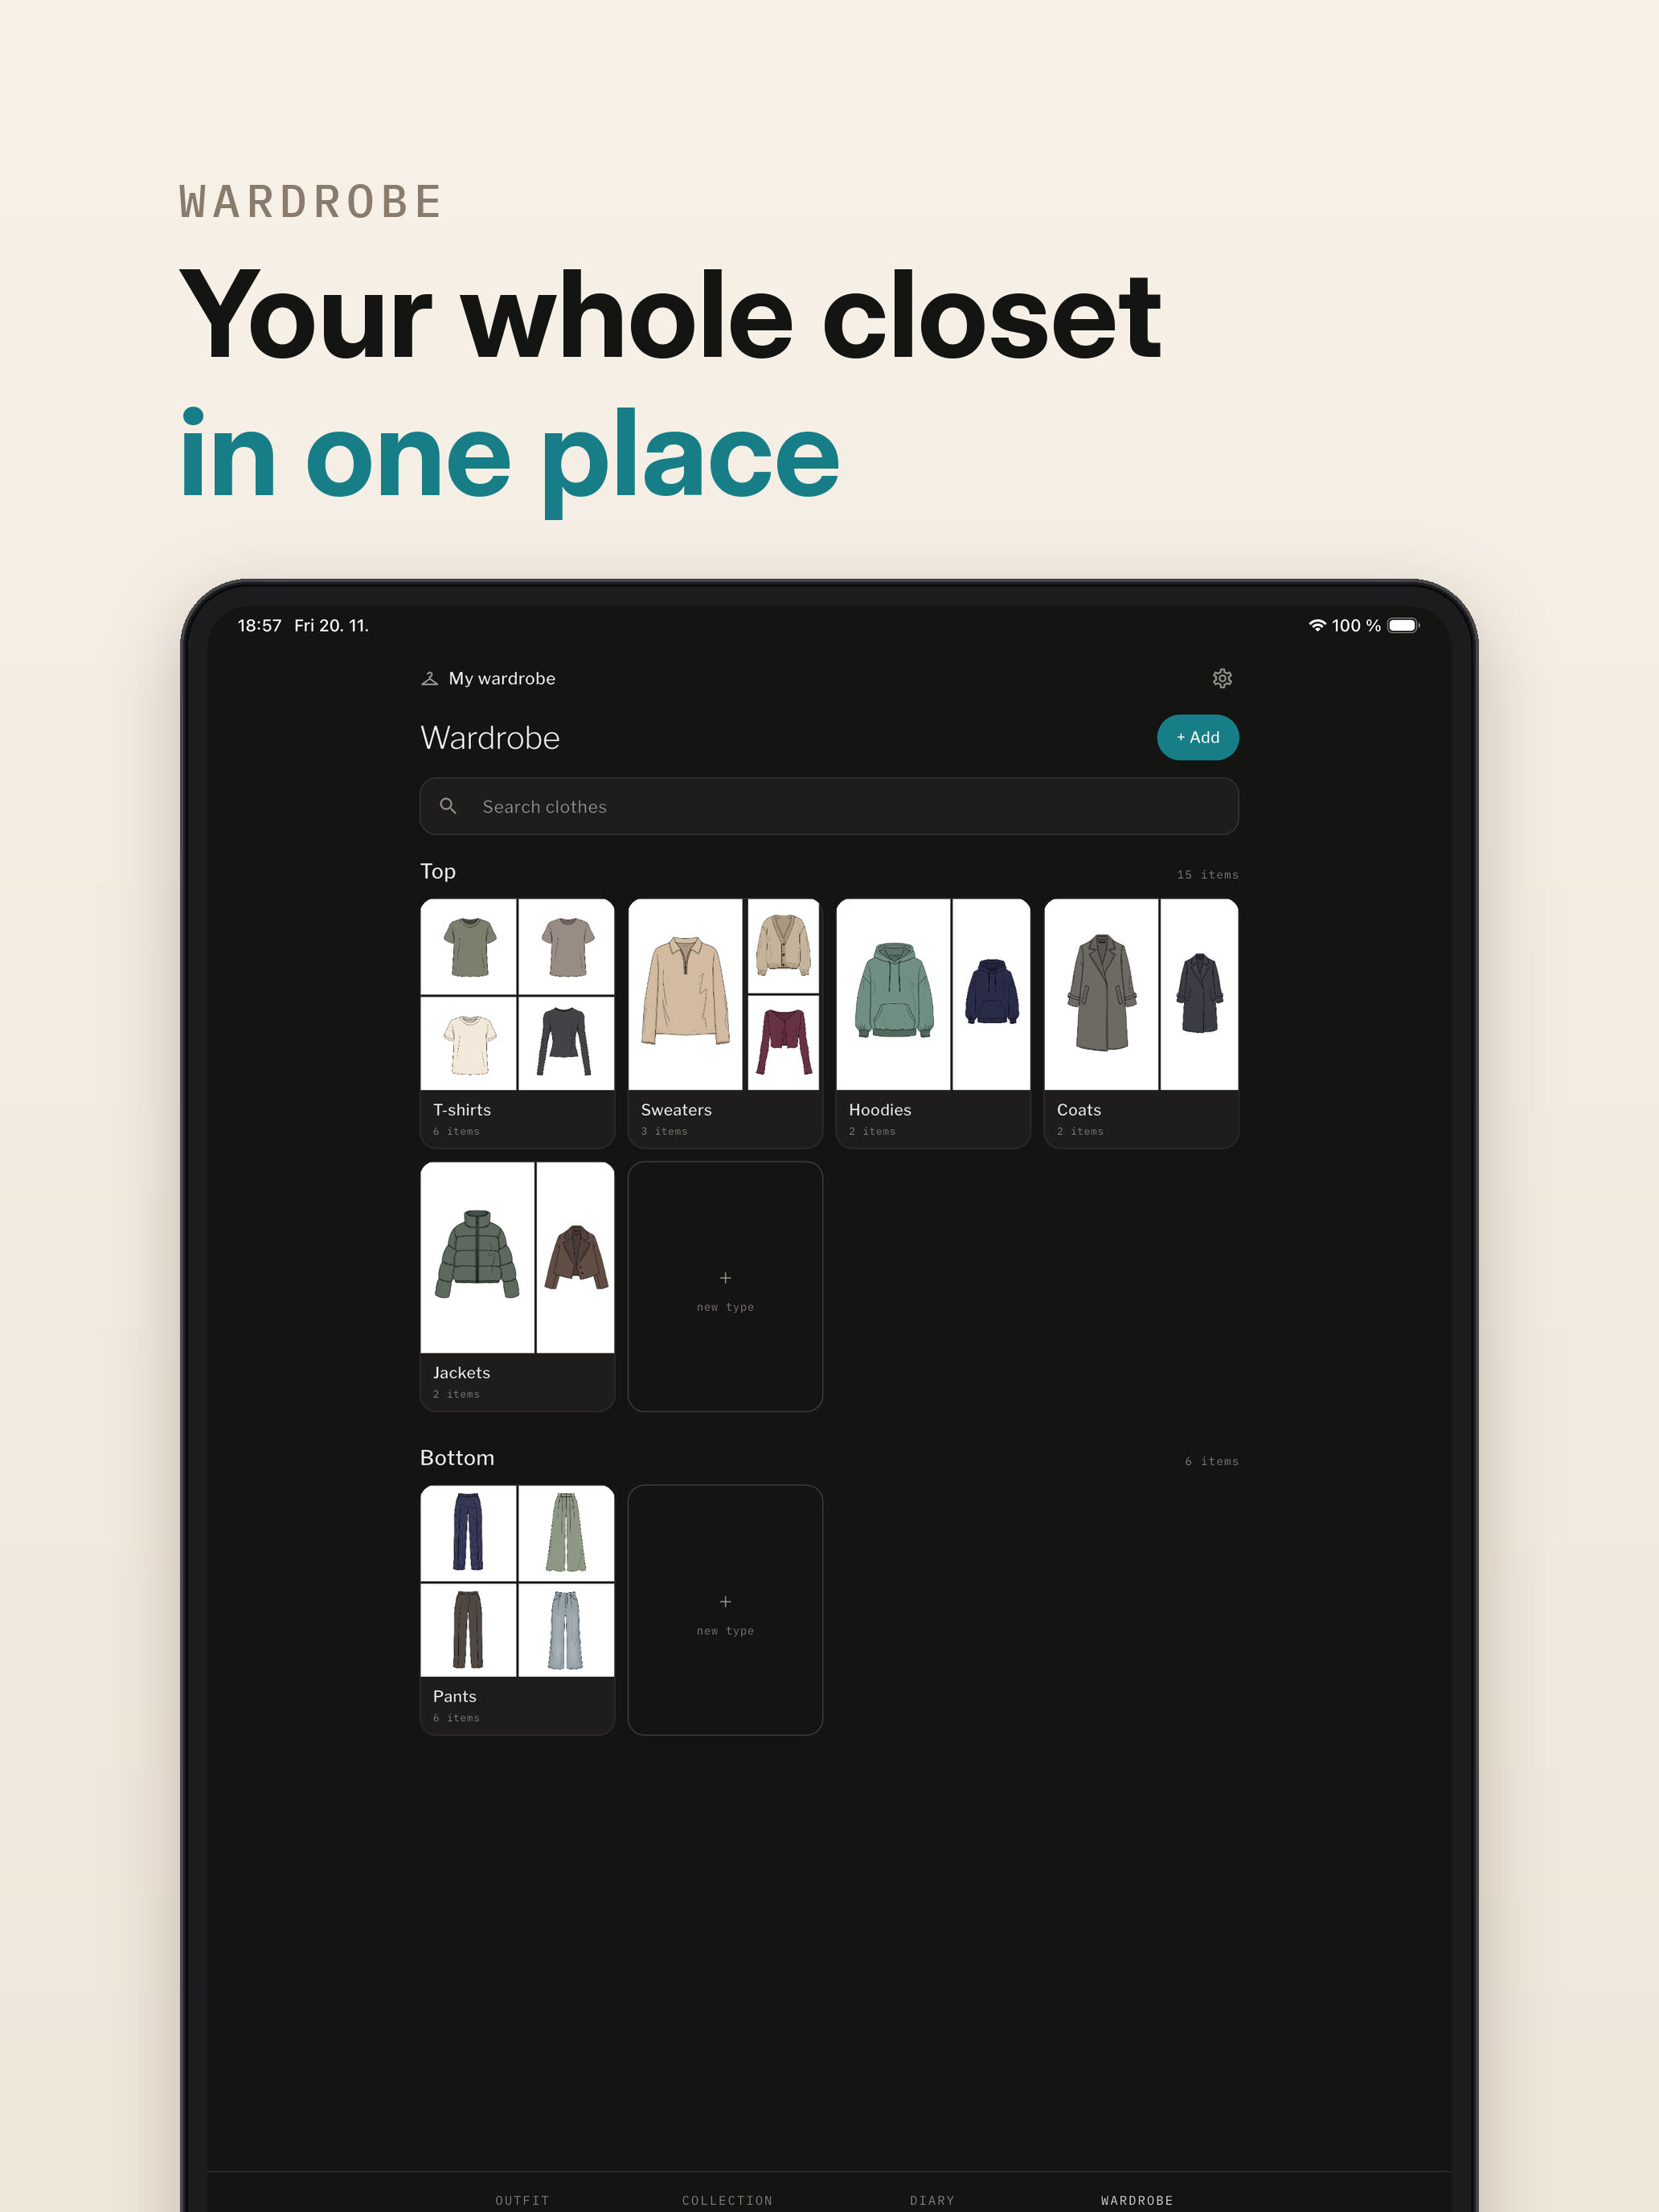 WARDROBE
Your whole closet
in one place
18:57 Fri 20. 11.
100 %
My wardrobe
Wardrobe
+ Add
Search clothes
Top
15 items
T-shirts
6 items
Sweaters
3 items
Hoodies
2 items
Coats
2 items
Jackets
2 items
+
new type
Bottom
6 items
Pants
6 items
+
new type
OUTFIT
COLLECTION
DIARY
WARDROBE